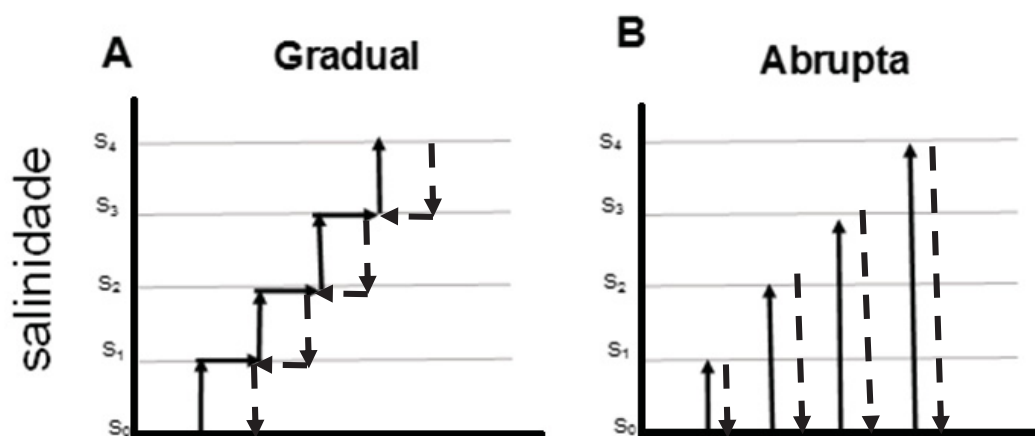 A
Gradual
salinidade
S₄
S₃
S₂
S₁
S₀
B
Abrupta
S₄
S₃
S₂
S₁
S₀